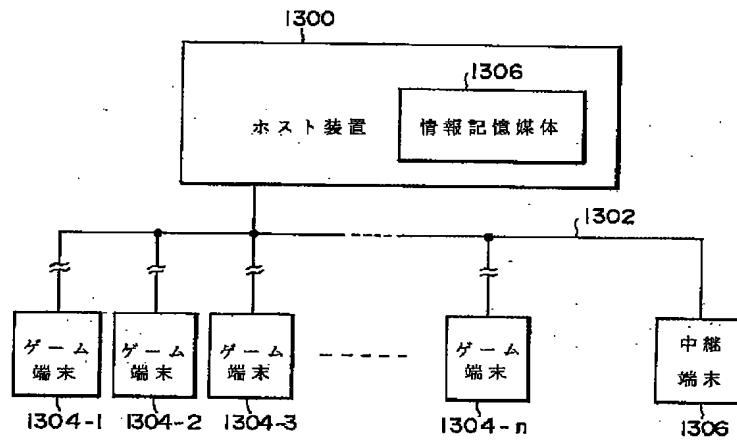 1300
1306
ホスト装置
情報記憶媒体
1302
ゲーム
端末
ゲーム
端末
ゲーム
端末
ゲーム
端末
中継
端末
1304-1
1304-2
1304-3
1304-n
1306